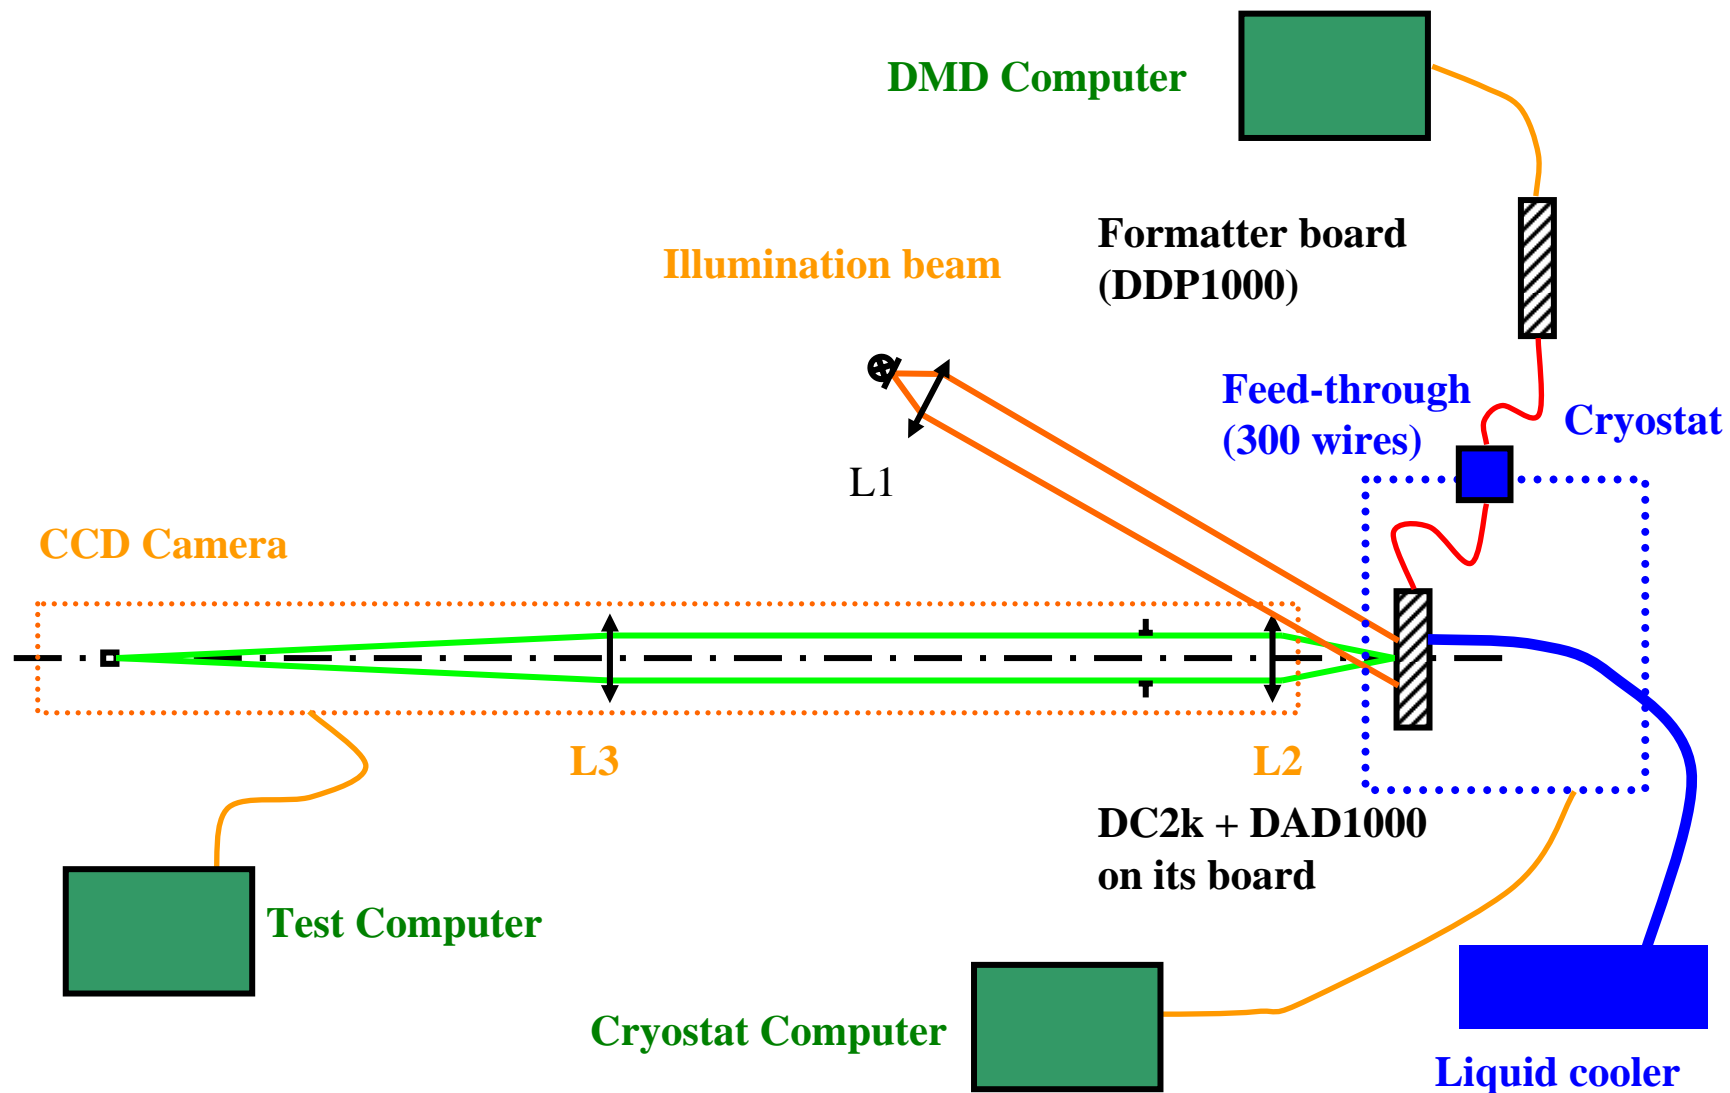 DMD Computer
Formatter board
(DDP1000)
Illumination beam
Feed-through
(300 wires)
Cryostat
L1
CCD Camera
L3
L2
DC2k + DAD1000
on its board
Test Computer
Cryostat Computer
Liquid cooler